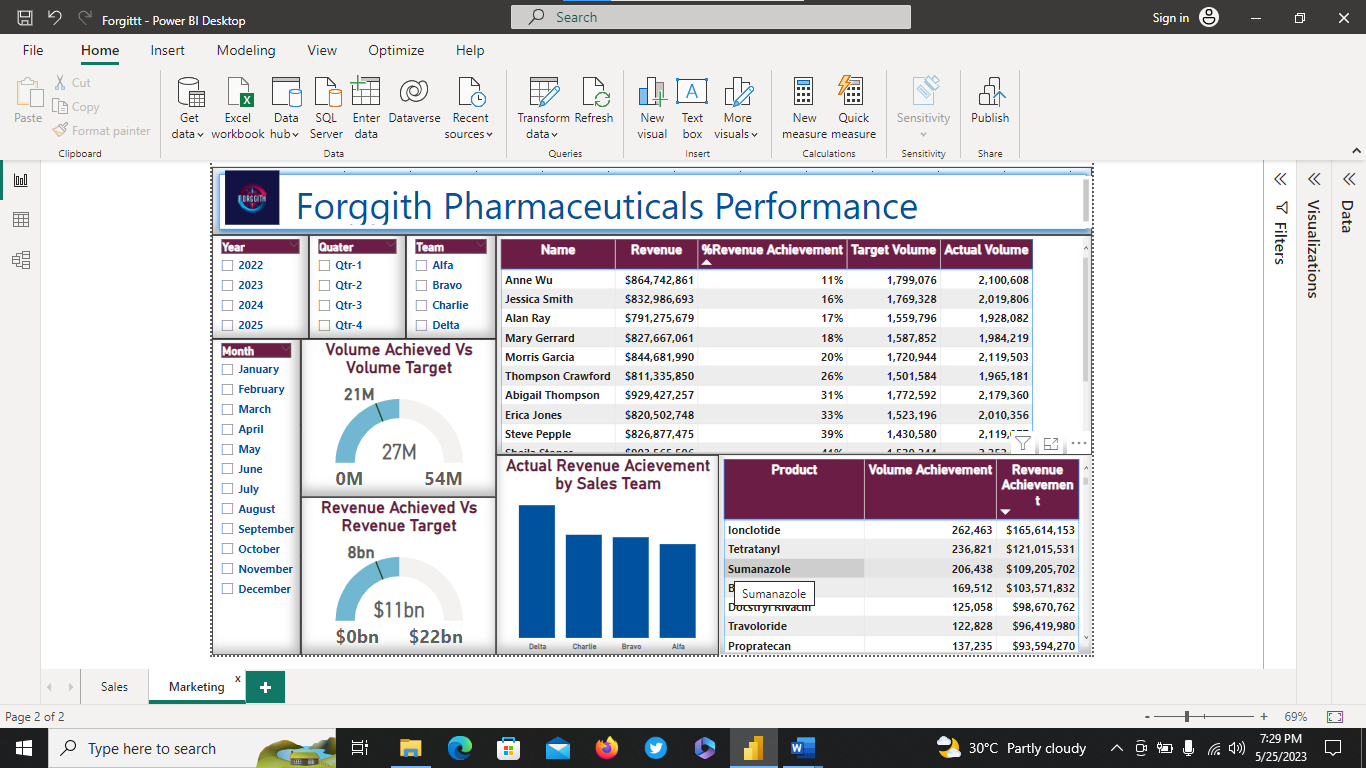 Forgittt - Power BI Desktop
Search
Sign in
File Home Insert Modeling View Optimize Help
Paste
Cut
Copy
Format painter
Clipboard
Get data
Excel workbook
Data hub
SQL Server
Enter data
Dataverse
Recent sources
Data
Transform data
Refresh
Queries
New visual
Text box
More visuals
Insert
New measure
Quick measure
Calculations
Sensitivity
Sensitivity
Publish
Share
FORGGITH
Forggith Pharmaceuticals Performance
Year
2022
2023
2024
2025
Quater
Qtr-1
Qtr-2
Qtr-3
Qtr-4
Team
Alfa
Bravo
Charlie
Delta
Name Revenue %Revenue Achievement Target Volume Actual Volume
Anne Wu $864,742,861 11% 1,799,076 2,100,608
Jessica Smith $832,986,693 16% 1,769,328 2,019,806
Alan Ray $791,275,679 17% 1,559,796 1,928,082
Mary Gerrard $827,667,061 18% 1,587,852 1,984,219
Morris Garcia $844,681,990 20% 1,720,944 2,119,503
Thompson Crawford $811,335,850 26% 1,501,584 1,965,181
Abigail Thompson $929,427,257 31% 1,772,592 2,179,360
Erica Jones $820,502,748 33% 1,523,196 2,010,356
Steve Pepple $826,877,475 39% 1,430,580
Month
January
February
March
April
May
June
July
August
September
October
November
December
Volume Achieved Vs
Volume Target
21M
27M
0M 54M
Revenue Achieved Vs
Revenue Target
8bn
$11bn
$0bn $22bn
Actual Revenue Acievement
by Sales Team
Delta Charlie Bravo Alfa
Product Volume Achievement Revenue Achievement
Ionclotide 262,463 $165,614,153
Tetratanyl 236,821 $121,015,531
Sumanazole 206,438 $109,205,702
169,512 $103,571,832
Sumanazole
Docstryl Rivacin 125,058 $98,670,762
Travoloride 122,828 $96,419,980
Propratecan 137,235 $93,594,270
Filters
Visualizations
Data
Sales
Marketing x
+
Page 2 of 2
- + 69%
Type here to search
30°C Partly cloudy
7:29 PM
5/25/2023